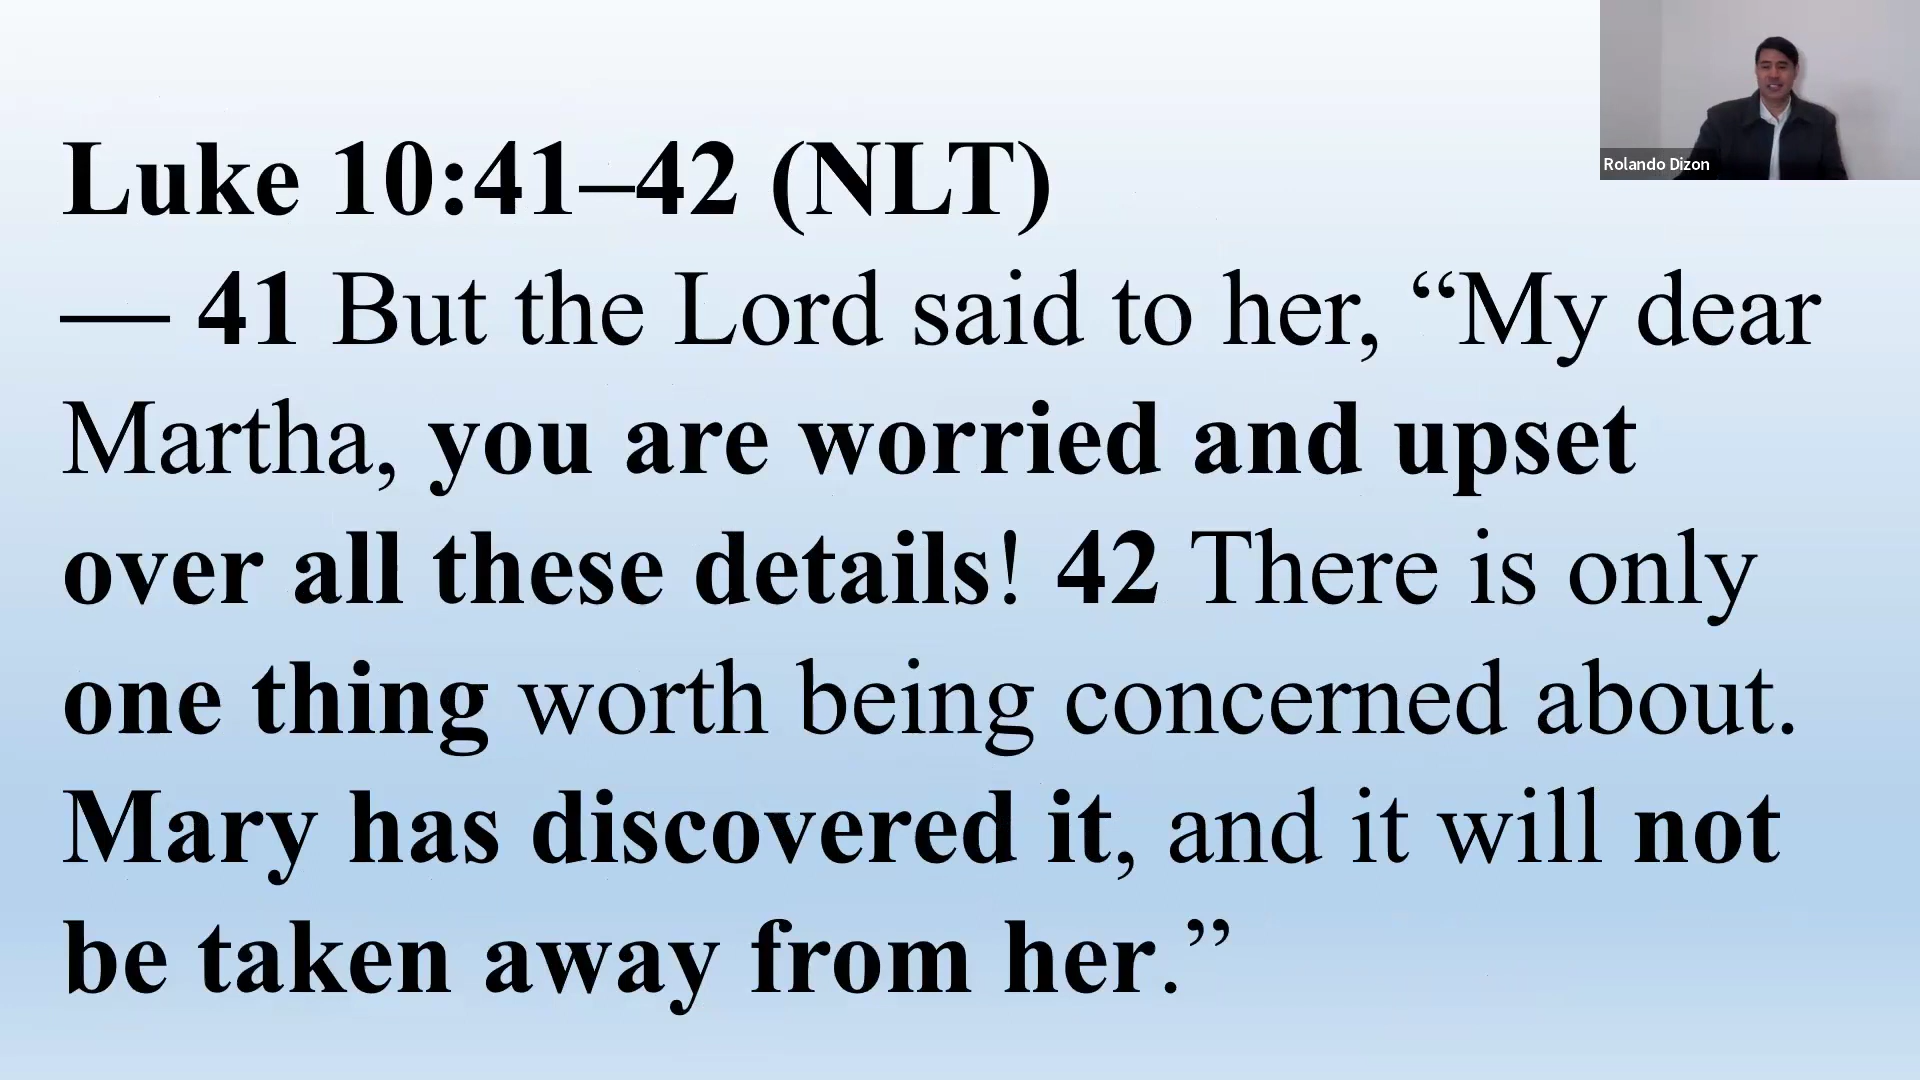 Rolando Dizon
Luke 10:41–42 (NLT)
— 41 But the Lord said to her, “My dear
Martha, you are worried and upset
over all these details! 42 There is only
one thing worth being concerned about.
Mary has discovered it, and it will not
be taken away from her.”